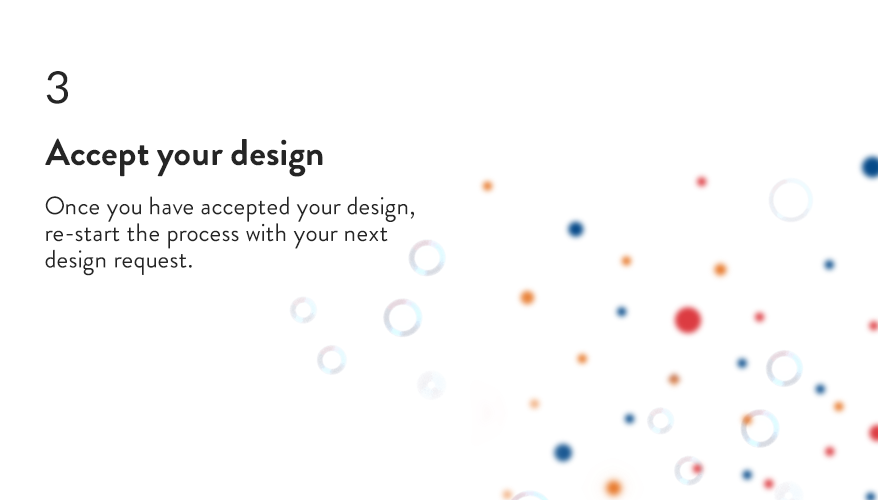 3
Accept your design
Once you have accepted your design,
re-start the process with your next
design request.